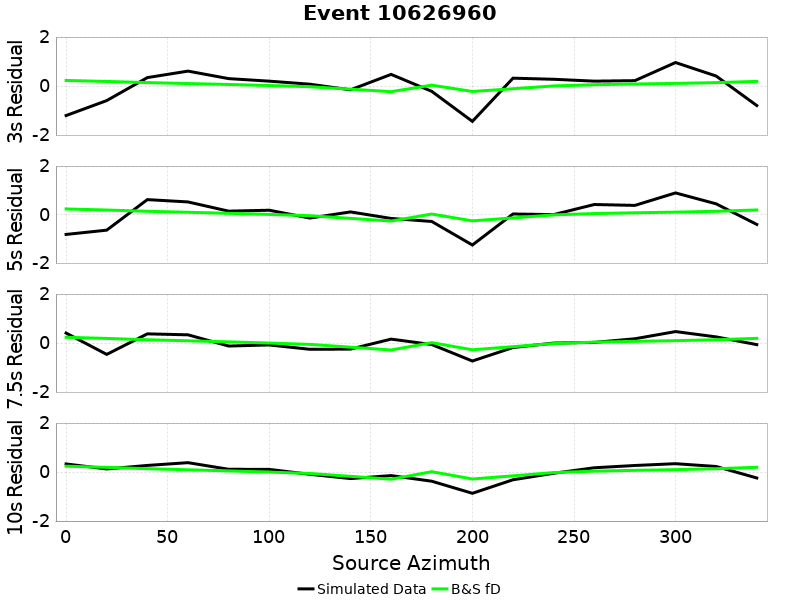 Event 10626960
3s Residual
2
0
-2
5s Residual
2
0
-2
7.5s Residual
2
0
-2
10s Residual
2
0
-2
0 50 100 150 200 250 300
Source Azimuth
Simulated Data B&S fD